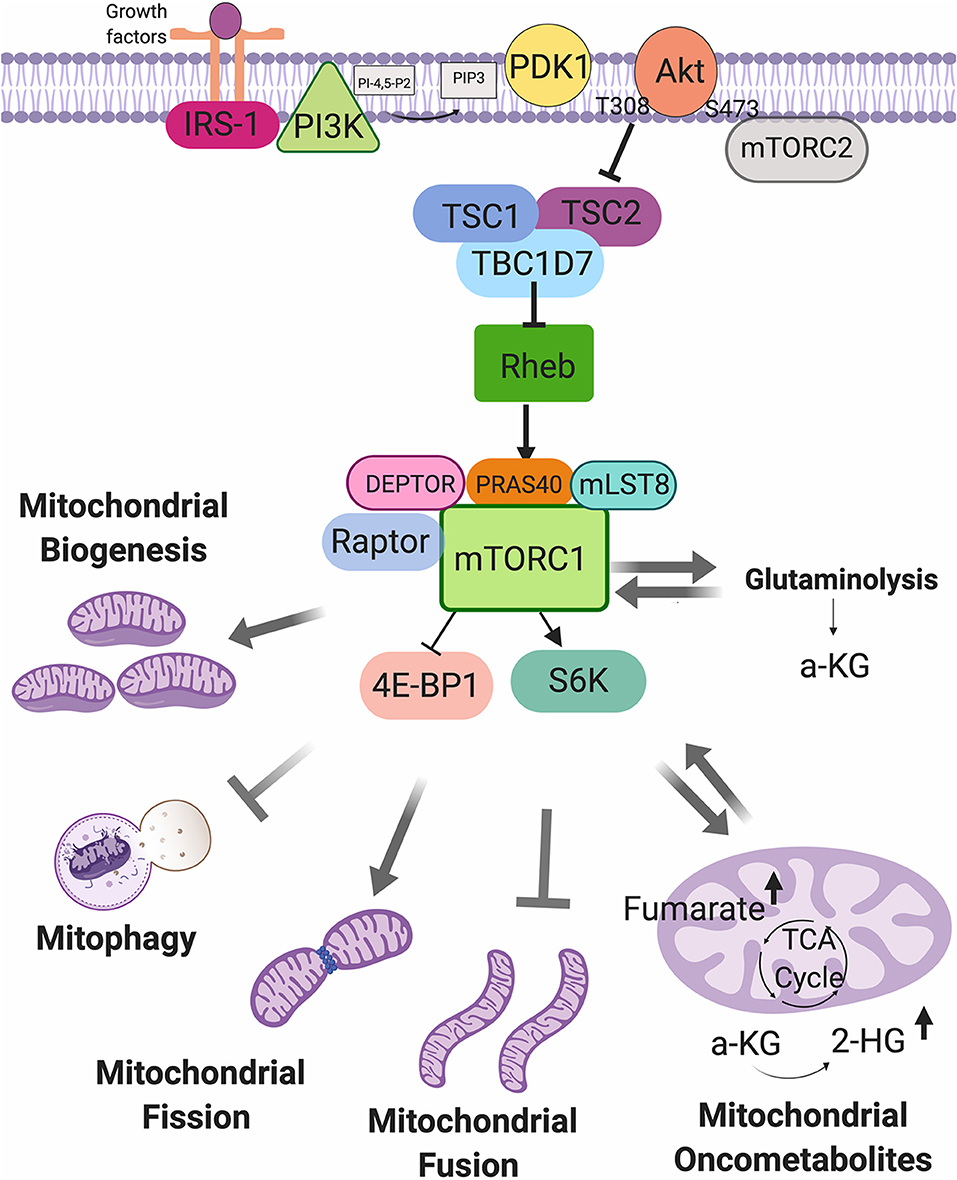 Growth
factors
IRS-1
PI3K
PI-4,5-P2
PIP3
PDK1
Akt
T308
S473
mTORC2
TSC1
TSC2
TBC1D7
Rheb
DEPTOR
PRAS40
mLST8
Raptor
mTORC1
Mitochondrial
Biogenesis
Glutaminolysis
a-KG
4E-BP1
S6K
Mitophagy
Mitochondrial
Fission
Mitochondrial
Fusion
Fumarate
TCA
Cycle
a-KG
2-HG
Mitochondrial
Oncometabolites